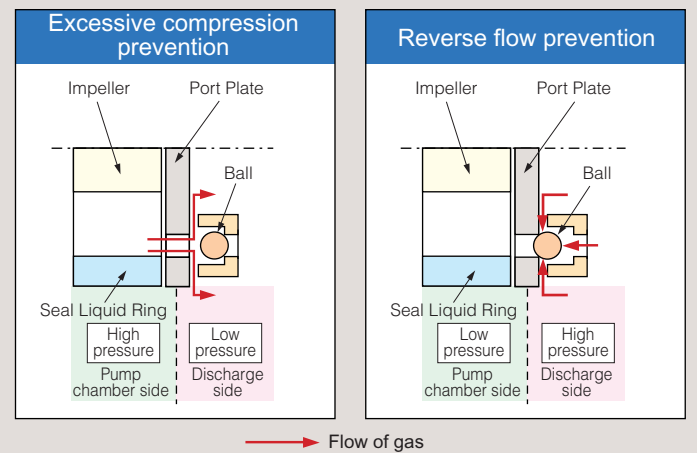 Excessive compression
prevention
Impeller
Port Plate
Ball
Seal Liquid Ring
High
pressure
Low
pressure
Pump
chamber side
Discharge
side
Reverse flow prevention
Impeller
Port Plate
Ball
Seal Liquid Ring
Low
pressure
High
pressure
Pump
chamber side
Discharge
side
Flow of gas